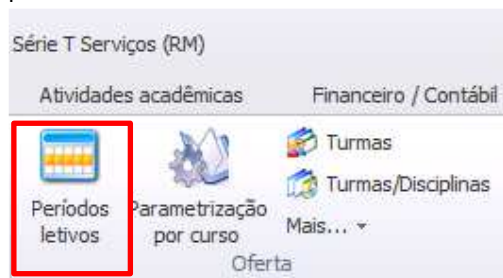 Série T Serviços (RM)
Atividades acadêmicas Financeiro / Contábil
Períodos letivos
Parametrização por curso
Turmas
Turmas/Disciplinas
Mais...
Oferta